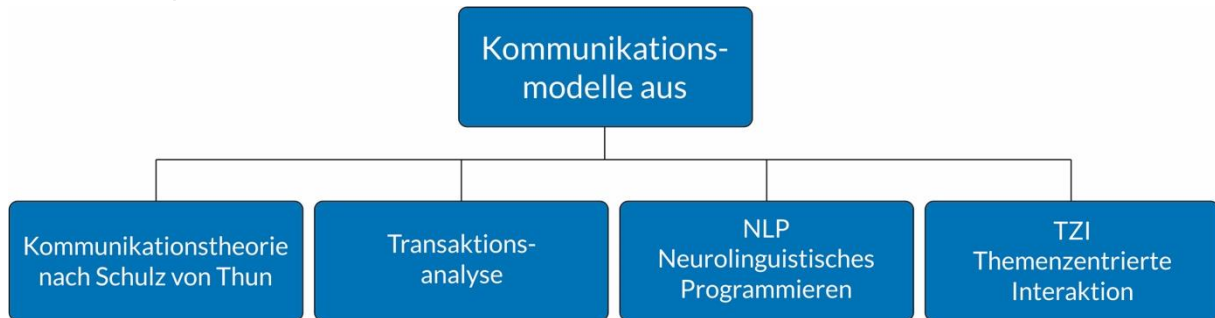 Kommunikations-
modelle aus
Kommunikationstheorie
nach Schulz von Thun
Transaktions-
analyse
NLP
Neurolinguistisches
Programmieren
TZI
Themenzentrierte
Interaktion